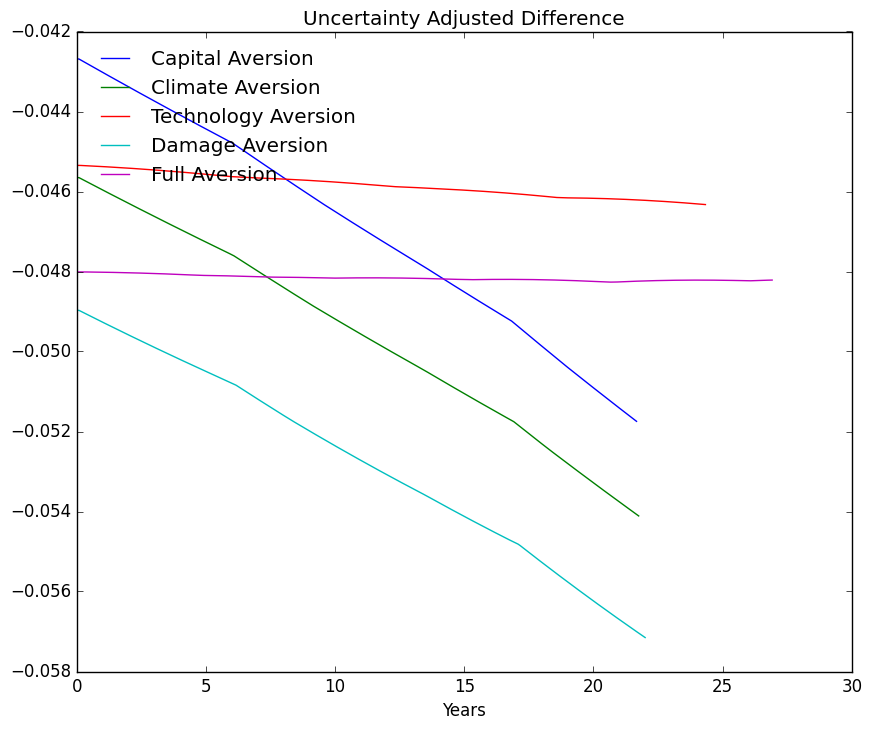 Uncertainty Adjusted Difference
−0.042
−0.044
−0.046
−0.048
−0.050
−0.052
−0.054
−0.056
−0.058
Capital Aversion
Climate Aversion
Technology Aversion
Damage Aversion
Full Aversion
0 5 10 15 20 25 30
Years